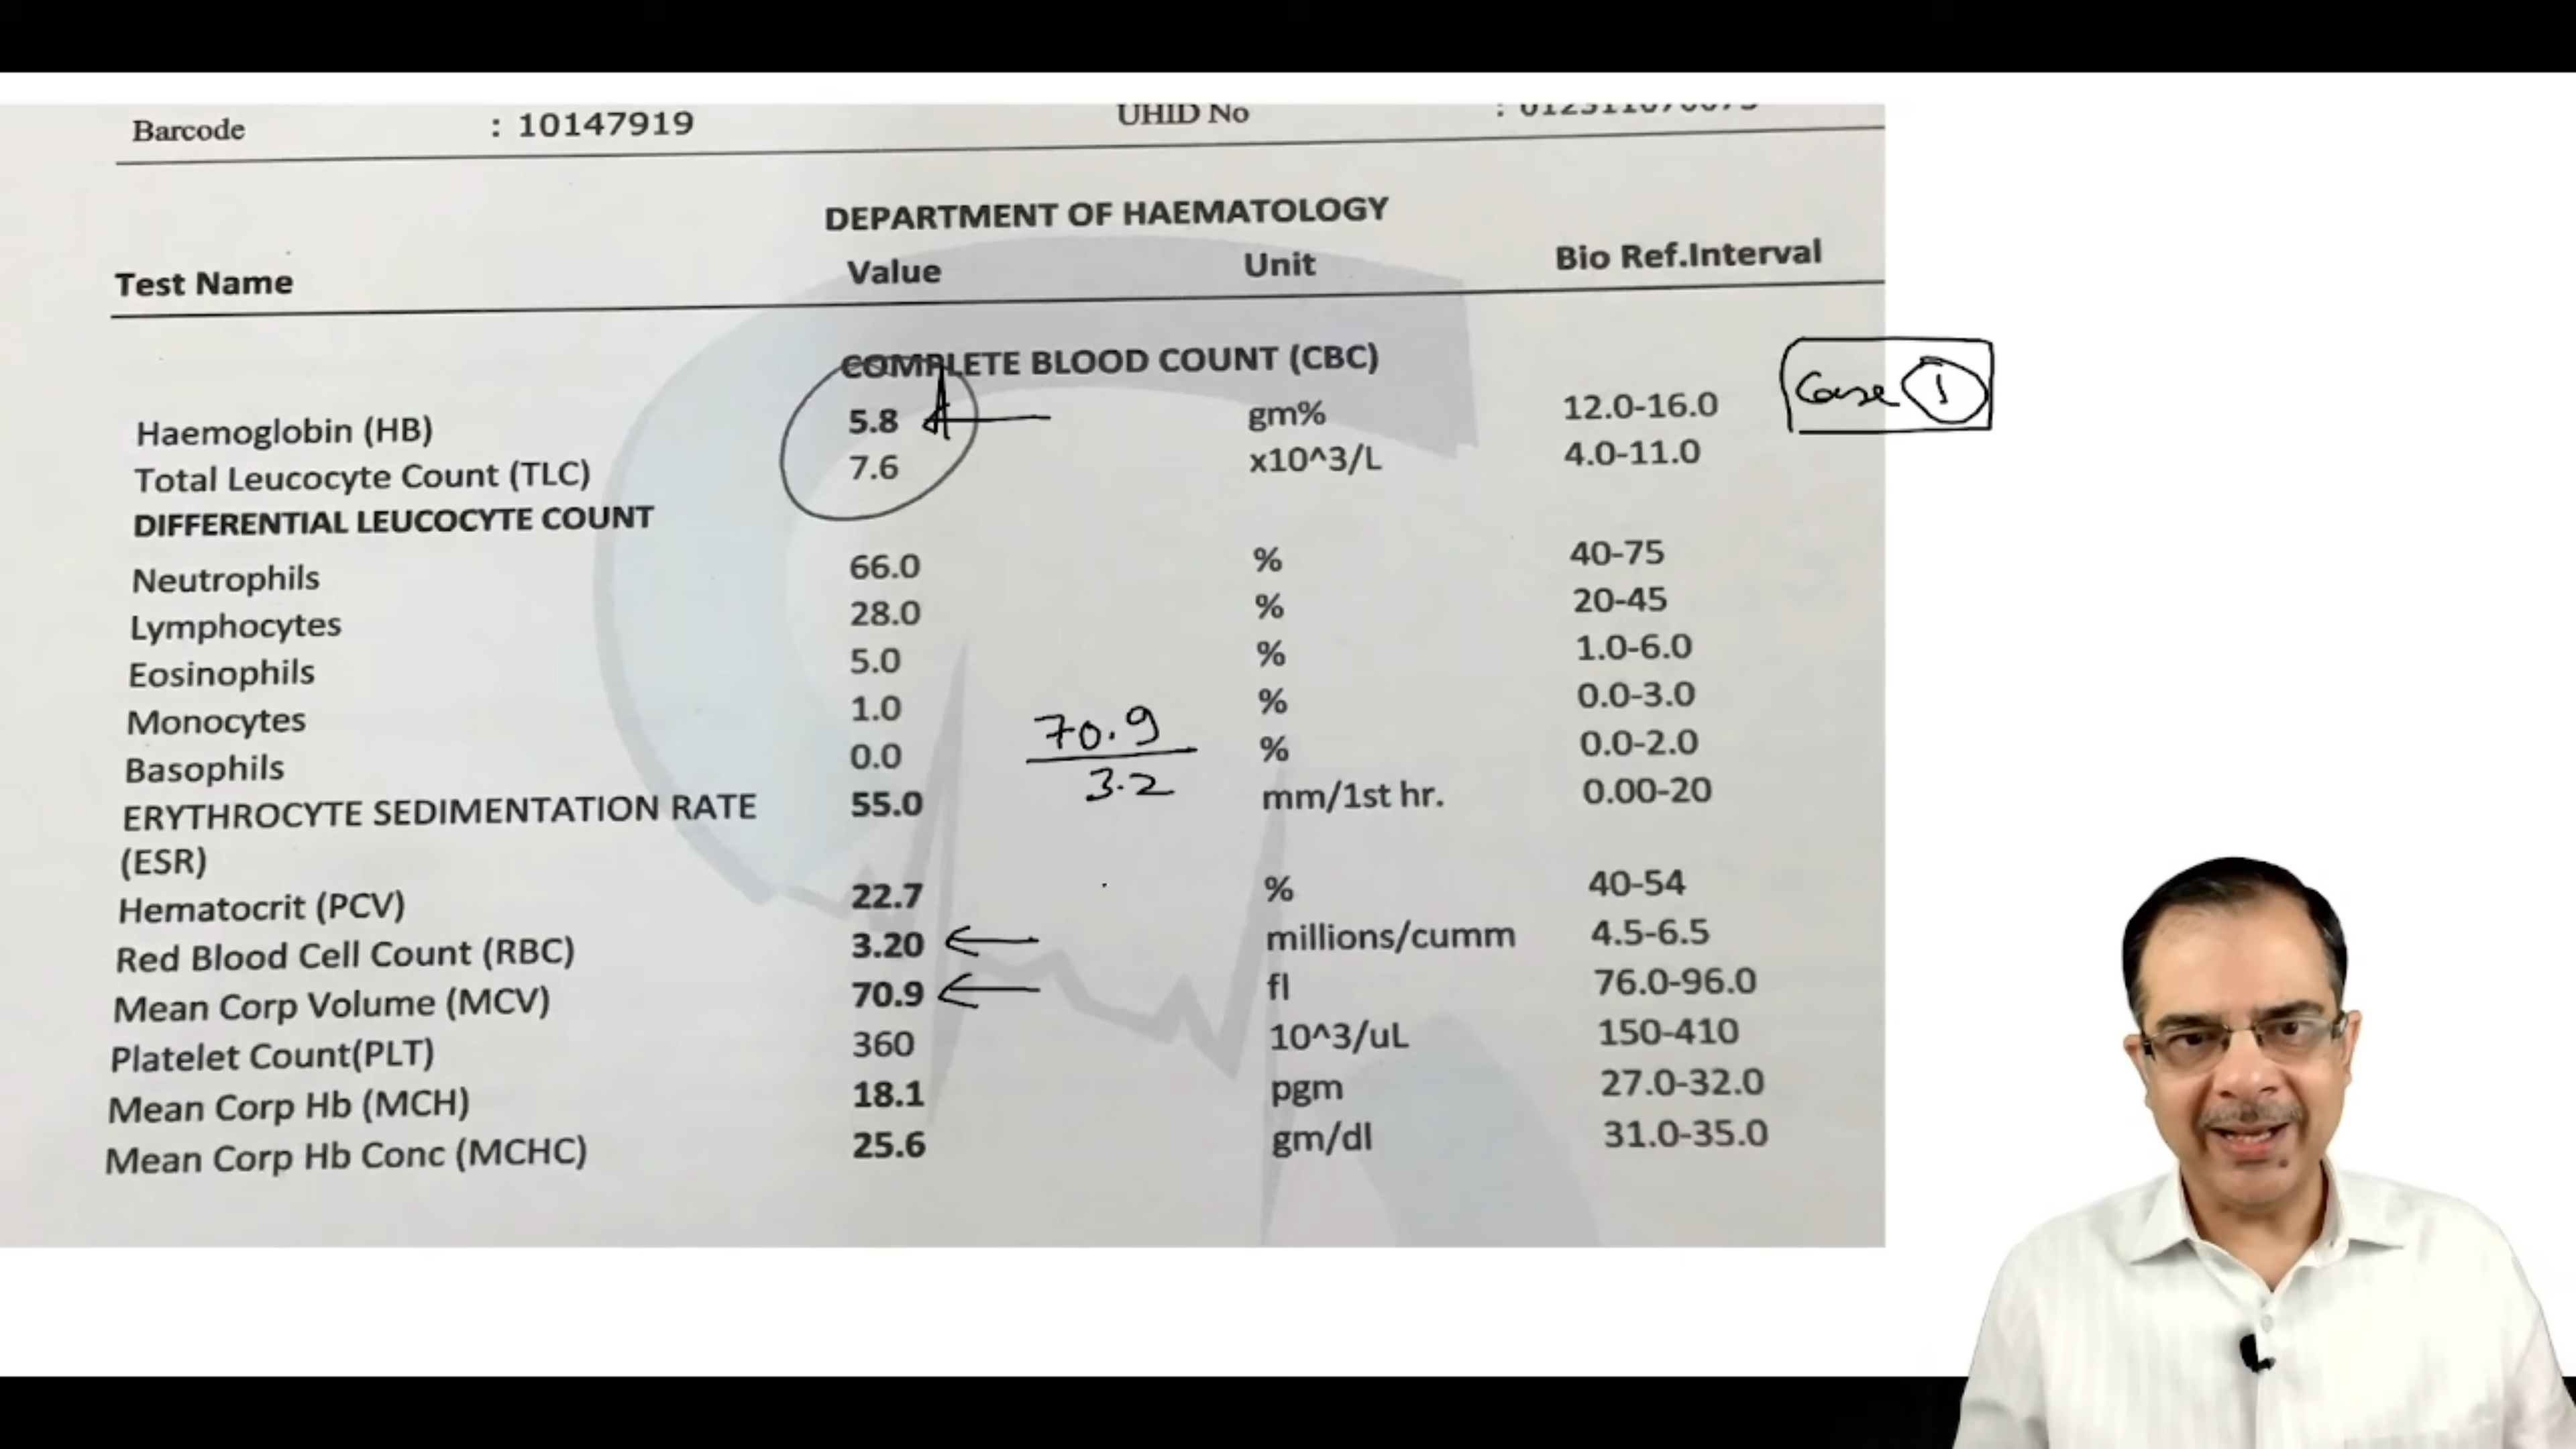 Barcode : 10147919 UHID No
DEPARTMENT OF HAEMATOLOGY
Test Name Value Unit Bio Ref.Interval
COMPLETE BLOOD COUNT (CBC)
Case 1
Haemoglobin (HB) 5.8 gm% 12.0-16.0
Total Leucocyte Count (TLC) 7.6 x10^3/L 4.0-11.0
DIFFERENTIAL LEUCOCYTE COUNT
Neutrophils 66.0 % 40-75
Lymphocytes 28.0 % 20-45
Eosinophils 5.0 % 1.0-6.0
Monocytes 1.0 % 0.0-3.0
70.9
Basophils 0.0 % 0.0-2.0
3.2
ERYTHROCYTE SEDIMENTATION RATE 55.0 mm/1st hr. 0.00-20
(ESR)
Hematocrit (PCV) 22.7 % 40-54
Red Blood Cell Count (RBC) 3.20 millions/cumm 4.5-6.5
Mean Corp Volume (MCV) 70.9 fl 76.0-96.0
Platelet Count(PLT) 360 10^3/uL 150-410
Mean Corp Hb (MCH) 18.1 pgm 27.0-32.0
Mean Corp Hb Conc (MCHC) 25.6 gm/dl 31.0-35.0